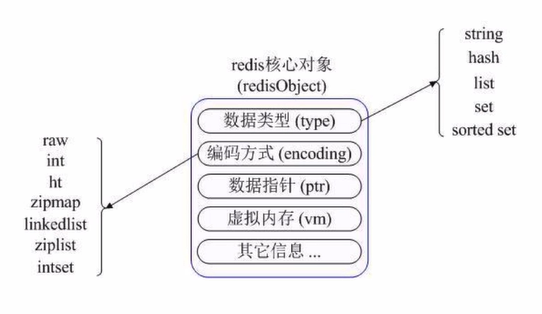 redis核心对象
(redisObject)
数据类型 (type)
编码方式 (encoding)
数据指针 (ptr)
虚拟内存 (vm)
其它信息 ...
string
hash
list
set
sorted set
raw
int
ht
zipmap
linkedlist
ziplist
intset